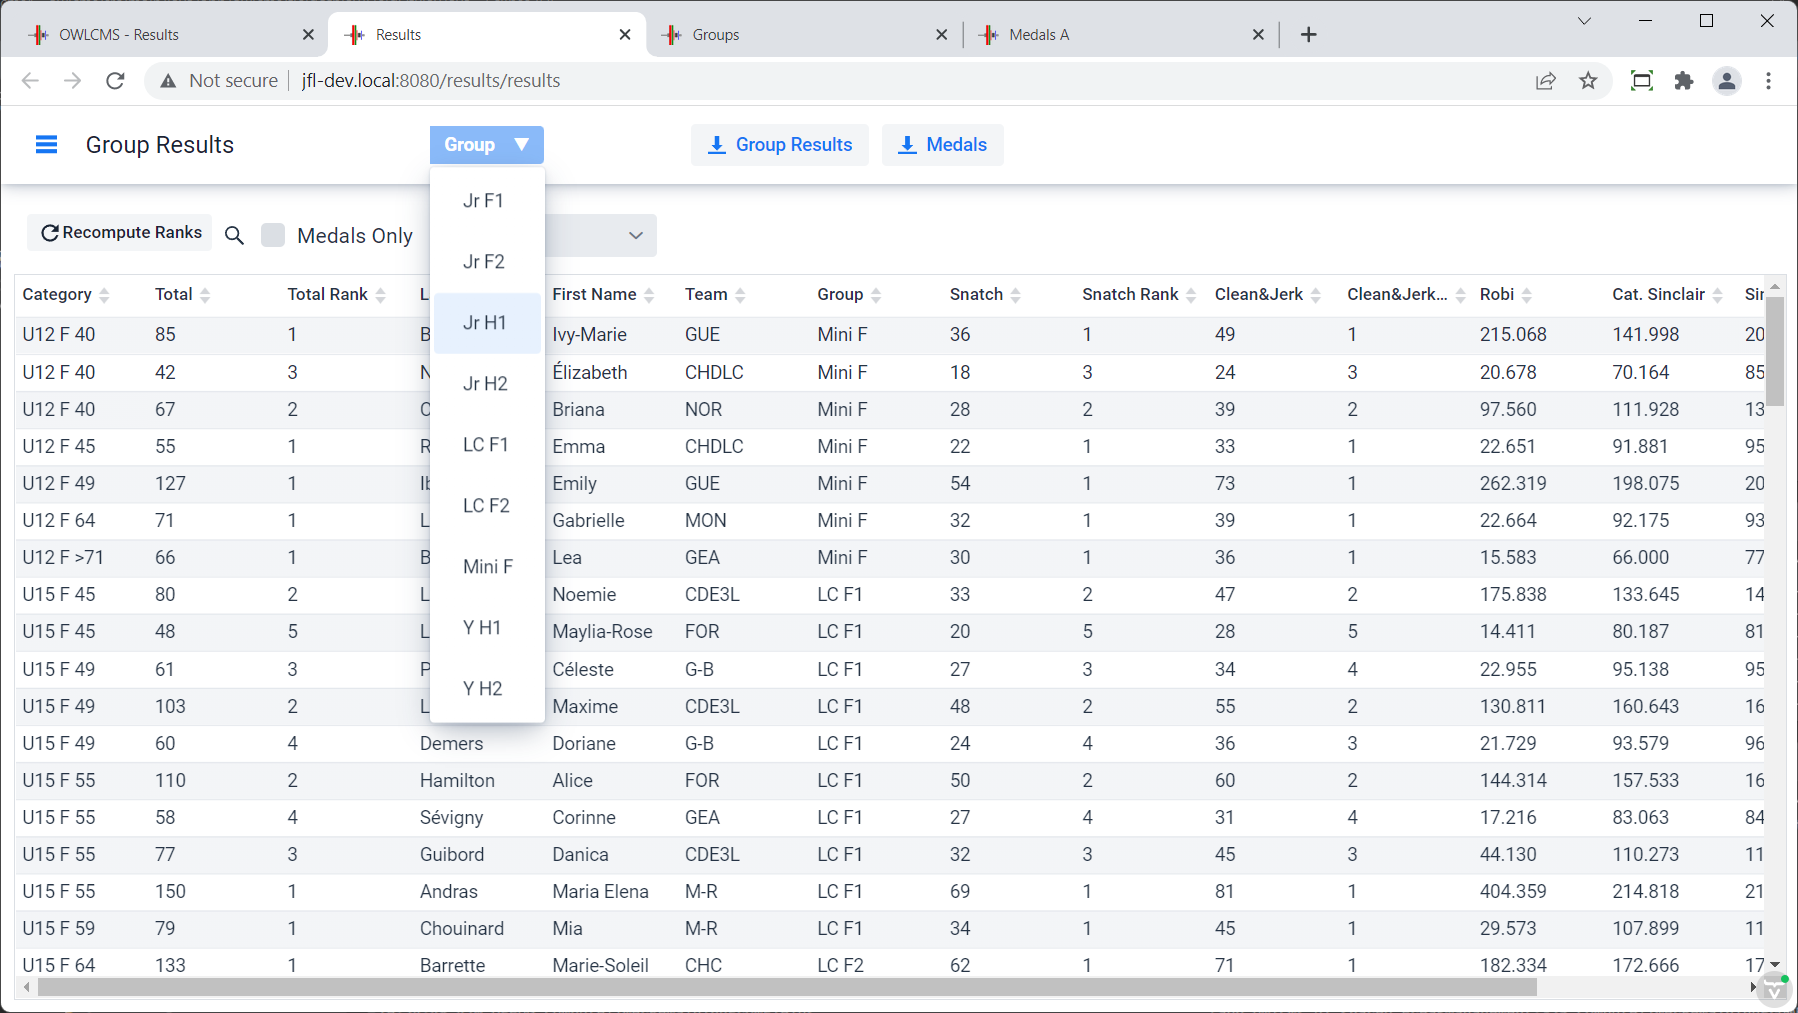 OWLCMS - Results
Results
Groups
Medals A
Not secure
jfl-dev.local:8080/results/results
Group Results
Group
Group Results
Medals
Jr F1
Jr F2
Jr H1
Jr H2
LC F1
LC F2
Mini F
Y H1
Y H2
Recompute Ranks
Medals Only
Category Total Total Rank L First Name Team Group Snatch Snatch Rank Clean&Jerk Clean&Jerk... Robi Cat. Sinclair Sin
U12 F 40 85 1 B Ivy-Marie GUE Mini F 36 1 49 1 215.068 141.998 20
U12 F 40 42 3 N Élizabeth CHDLC Mini F 18 3 24 3 20.678 70.164 85
U12 F 40 67 2 C Briana NOR Mini F 28 2 39 2 97.560 111.928 13
U12 F 45 55 1 R Emma CHDLC Mini F 22 1 33 1 22.651 91.881 95
U12 F 49 127 1 Ib Emily GUE Mini F 54 1 73 1 262.319 198.075 20
U12 F 64 71 1 L Gabrielle MON Mini F 32 1 39 1 22.664 92.175 93
U12 F >71 66 1 B Lea GEA Mini F 30 1 36 1 15.583 66.000 77
U15 F 45 80 2 L Noemie CDE3L LC F1 33 2 47 2 175.838 133.645 14
U15 F 45 48 5 L Maylia-Rose FOR LC F1 20 5 28 5 14.411 80.187 81
U15 F 49 61 3 P Céleste G-B LC F1 27 3 34 4 22.955 95.138 95
U15 F 49 103 2 L Maxime CDE3L LC F1 48 2 55 2 130.811 160.643 16
U15 F 49 60 4 Demers Doriane G-B LC F1 24 4 36 3 21.729 93.579 96
U15 F 55 110 2 Hamilton Alice FOR LC F1 50 2 60 2 144.314 157.533 16
U15 F 55 58 4 Sévigny Corinne GEA LC F1 27 4 31 4 17.216 83.063 84
U15 F 55 77 3 Guibord Danica CDE3L LC F1 32 3 45 3 44.130 110.273 11
U15 F 55 150 1 Andras Maria Elena M-R LC F1 69 1 81 1 404.359 214.818 21
U15 F 59 79 1 Chouinard Mia M-R LC F1 34 1 45 1 29.573 107.899 11
U15 F 64 133 1 Barrette Marie-Soleil CHC LC F2 62 1 71 1 182.334 172.666 17